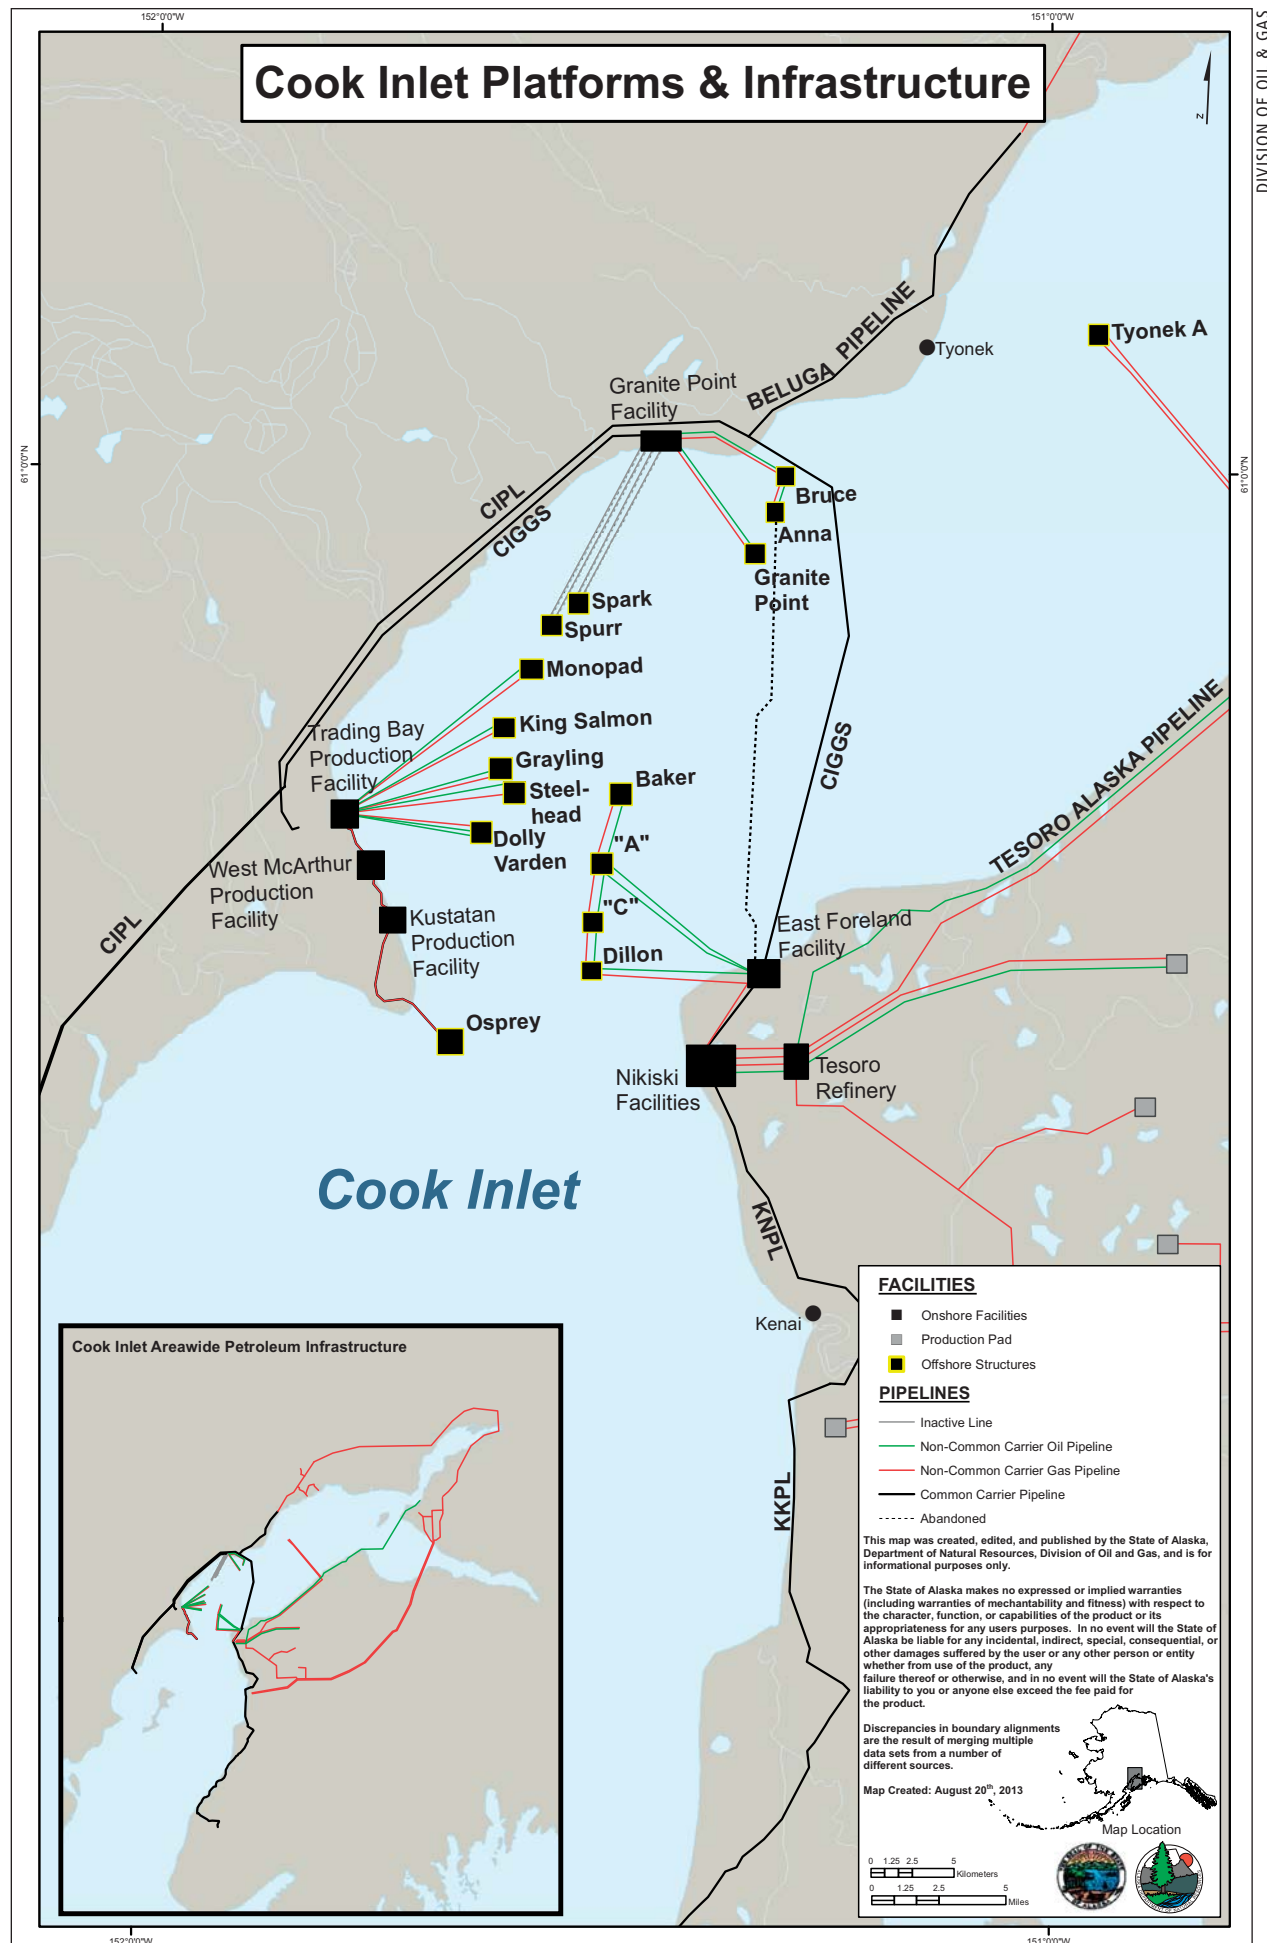 152°0'0"W
151°0'0"W
DIVISION OF OIL & GAS
Cook Inlet Platforms & Infrastructure
z
Tyonek A
Tyonek
BELUGA PIPELINE
Granite Point
Facility
61°0'0"N
61°0'0"N
CIPL
CIGGS
Bruce
Anna
Granite
Point
Spark
Spurr
Monopad
King Salmon
Trading Bay
Production
Facility
Grayling
Steel-
head
Baker
CIGGS
TESORO ALASKA PIPELINE
Dolly
Varden
"A"
West McArthur
Production
Facility
"C"
Kustatan
Production
Facility
East Foreland
Facility
CIPL
Dillon
Osprey
Nikiski
Facilities
Tesoro
Refinery
Cook Inlet
KNPL
Kenai
KKPL
Cook Inlet Areawide Petroleum Infrastructure
FACILITIES
Onshore Facilities
Production Pad
Offshore Structures
PIPELINES
Inactive Line
Non-Common Carrier Oil Pipeline
Non-Common Carrier Gas Pipeline
Common Carrier Pipeline
Abandoned
This map was created, edited, and published by the State of Alaska,
Department of Natural Resources, Division of Oil and Gas, and is for
informational purposes only.
The State of Alaska makes no expressed or implied warranties
(including warranties of mechantability and fitness) with respect to
the character, function, or capabilities of the product or its
appropriateness for any users purposes. In no event will the State of
Alaska be liable for any incidental, indirect, special, consequential, or
other damages suffered by the user or any other person or entity
whether from use of the product, any
failure thereof or otherwise, and in no event will the State of Alaska's
liability to you or anyone else exceed the fee paid for
the product.
Discrepancies in boundary alignments
are the result of merging multiple
data sets from a number of
different sources.
Map Created: August 20th, 2013
Map Location
0 1.25 2.5 5
Kilometers
0 1.25 2.5 5
Miles
152°0'0"W
151°0'0"W